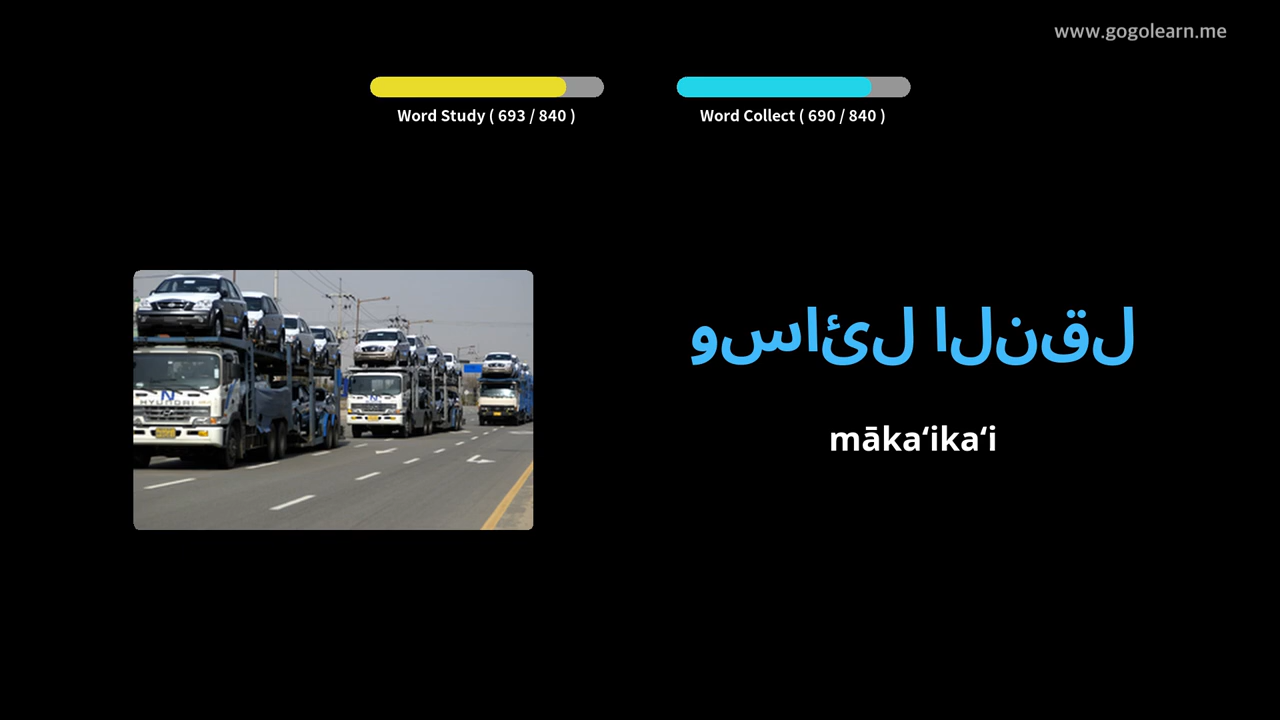 www.gogolearn.me
Word Study ( 693 / 840 )
Word Collect ( 690 / 840 )
وسائل النقل
mākaʻikaʻi
N
HYUNDAI